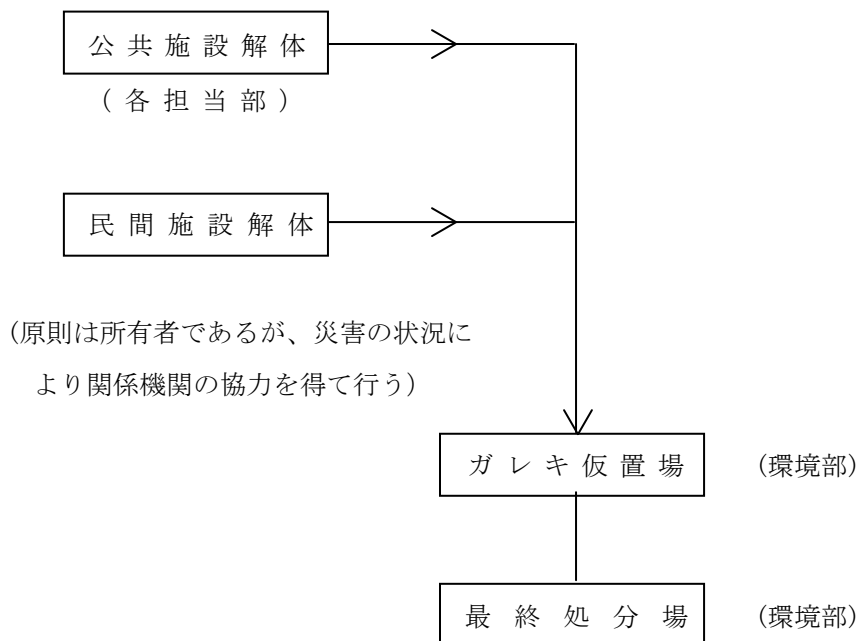 公共施設解体
（各担当部）
民間施設解体
（原則は所有者であるが、災害の状況に
より関係機関の協力を得て行う）
ガレキ仮置場 （環境部）
最終処分場 （環境部）